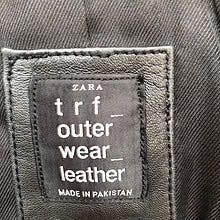 ZARA
trf_
outer
wear_
leather
MADE IN PAKISTAN